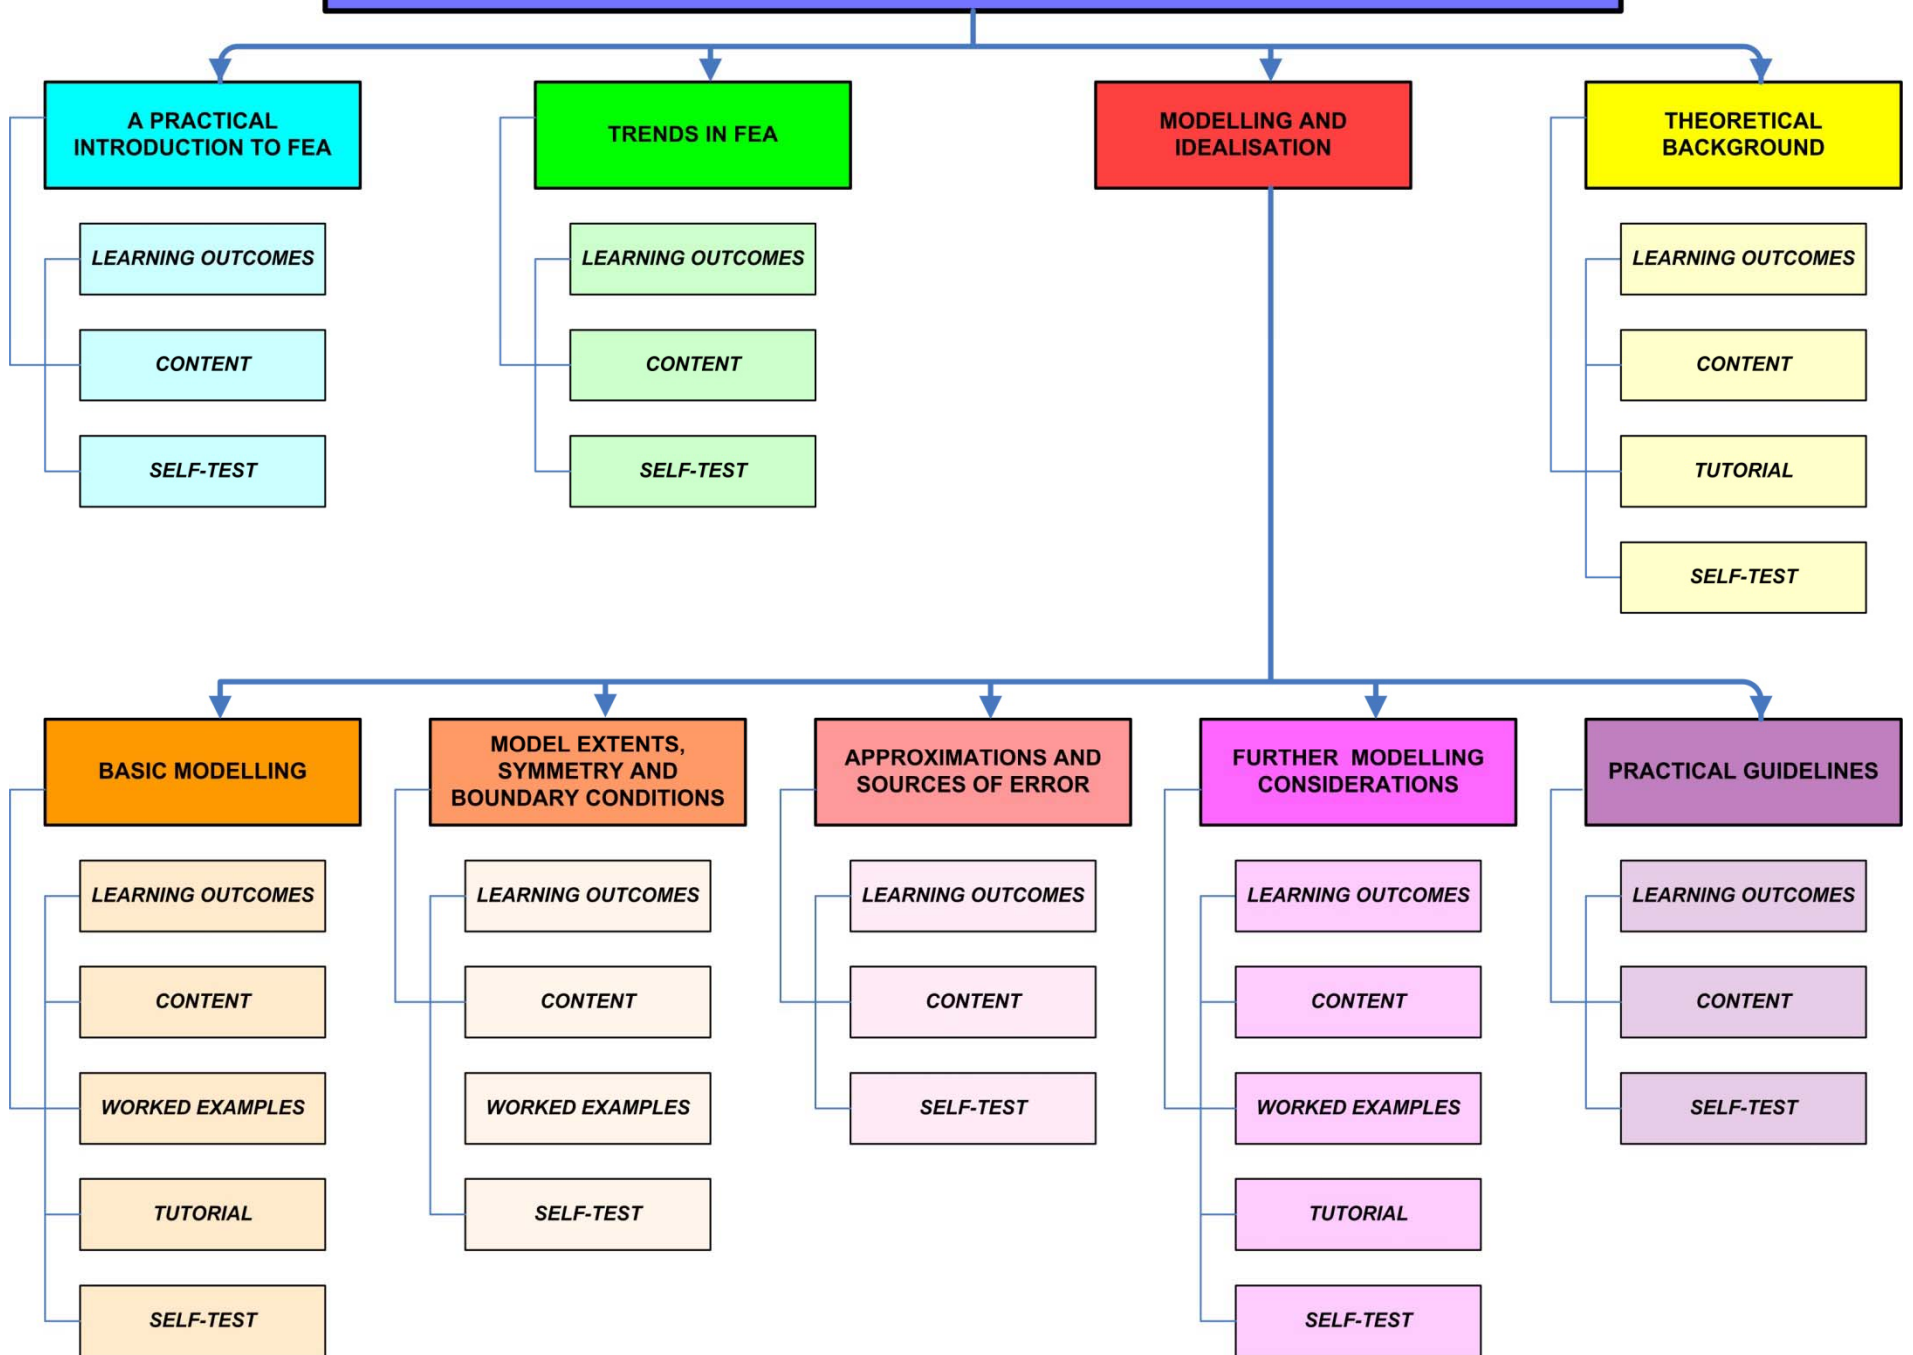 A PRACTICAL
INTRODUCTION TO FEA
TRENDS IN FEA
MODELLING AND
IDEALISATION
THEORETICAL
BACKGROUND
LEARNING OUTCOMES
CONTENT
SELF-TEST
LEARNING OUTCOMES
CONTENT
SELF-TEST
LEARNING OUTCOMES
CONTENT
TUTORIAL
SELF-TEST
BASIC MODELLING
MODEL EXTENTS,
SYMMETRY AND
BOUNDARY CONDITIONS
APPROXIMATIONS AND
SOURCES OF ERROR
FURTHER MODELLING
CONSIDERATIONS
PRACTICAL GUIDELINES
LEARNING OUTCOMES
CONTENT
WORKED EXAMPLES
TUTORIAL
SELF-TEST
LEARNING OUTCOMES
CONTENT
WORKED EXAMPLES
SELF-TEST
LEARNING OUTCOMES
CONTENT
SELF-TEST
LEARNING OUTCOMES
CONTENT
WORKED EXAMPLES
TUTORIAL
SELF-TEST
LEARNING OUTCOMES
CONTENT
SELF-TEST